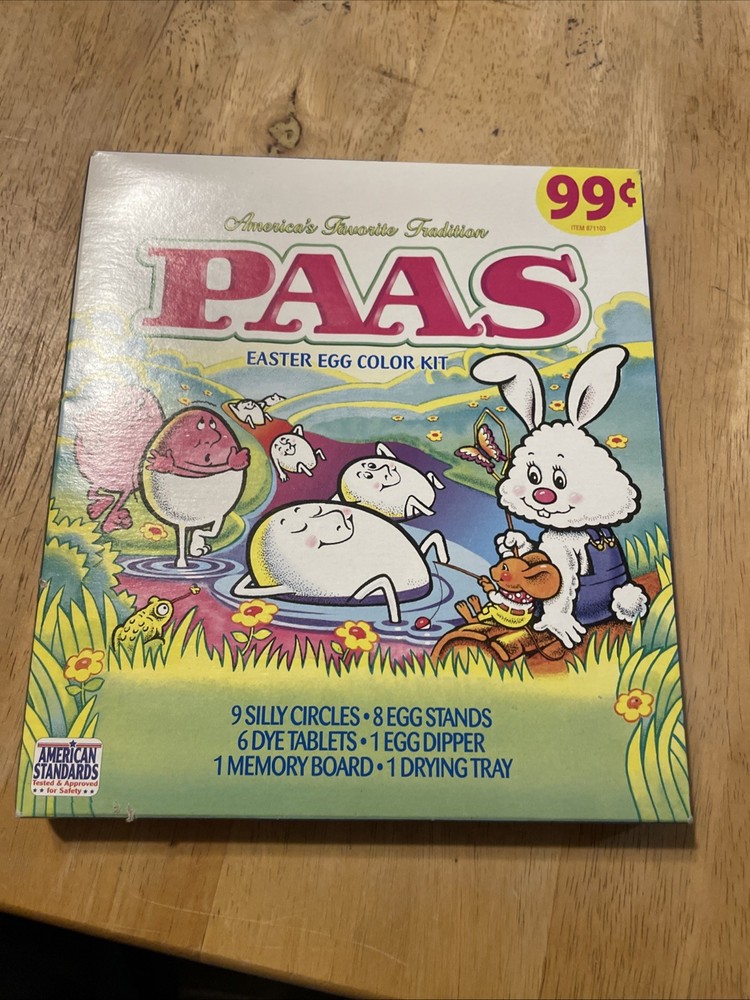 99¢
ITEM 871103
America's Favorite Tradition
PAAS
EASTER EGG COLOR KIT
9 SILLY CIRCLES • 8 EGG STANDS
6 DYE TABLETS • 1 EGG DIPPER
1 MEMORY BOARD • 1 DRYING TRAY
AMERICAN
STANDARDS
Tested & Approved
for Safety